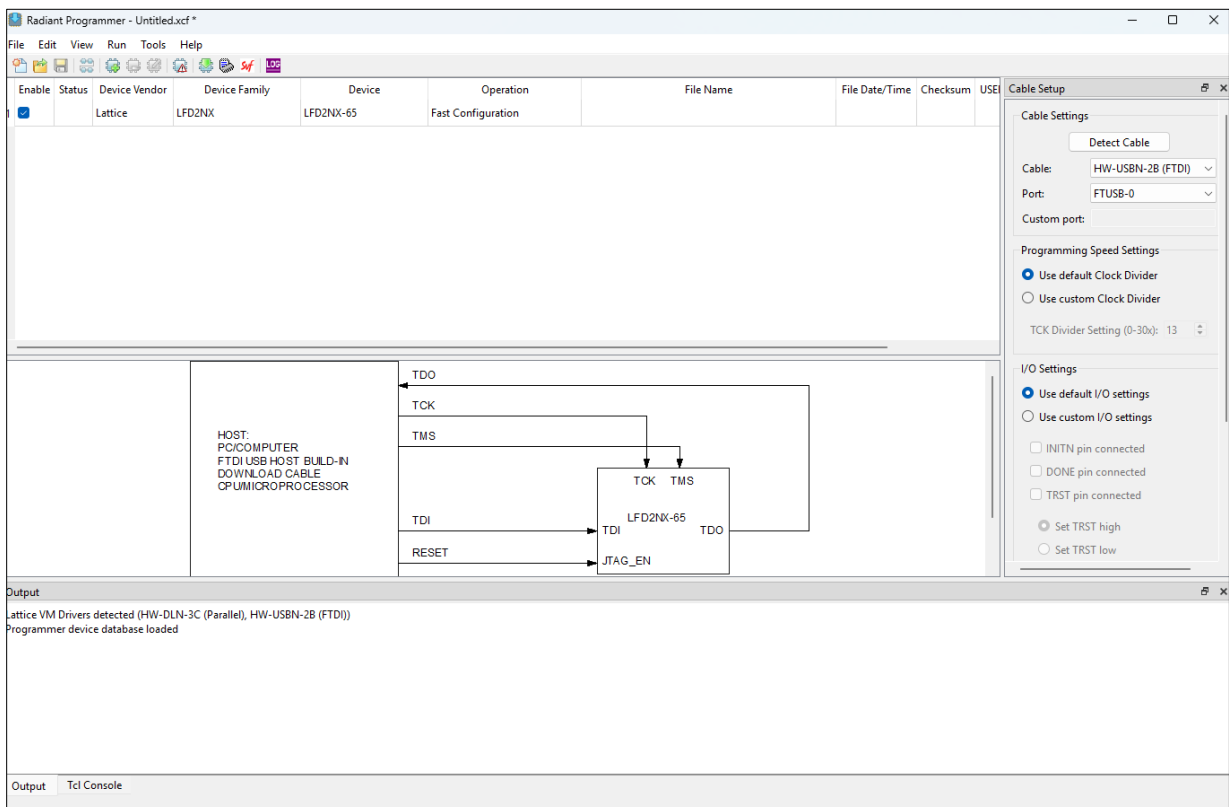 Radiant Programmer - Untitled.xcf *
File Edit View Run Tools Help
Svf LOG
Enable Status Device Vendor Device Family Device Operation File Name File Date/Time Checksum USE
1 Lattice LFD2NX LFD2NX-65 Fast Configuration
Cable Setup
Cable Settings
Detect Cable
Cable: HW-USBN-2B (FTDI)
Port: FTUSB-0
Custom port:
Programming Speed Settings
Use default Clock Divider
Use custom Clock Divider
TCK Divider Setting (0-30x): 13
I/O Settings
Use default I/O settings
Use custom I/O settings
INITN pin connected
DONE pin connected
TRST pin connected
Set TRST high
Set TRST low
TDO
TCK
TMS
HOST:
PC/COMPUTER
FTDI USB HOST BUILD-IN
DOWNLOAD CABLE
CPU/MICROPROCESSOR
TCK TMS
LFD2NX-65
TDI
TDI TDO
RESET
JTAG_EN
Output
Lattice VM Drivers detected (HW-DLN-3C (Parallel), HW-USBN-2B (FTDI))
Programmer device database loaded
Output Tcl Console